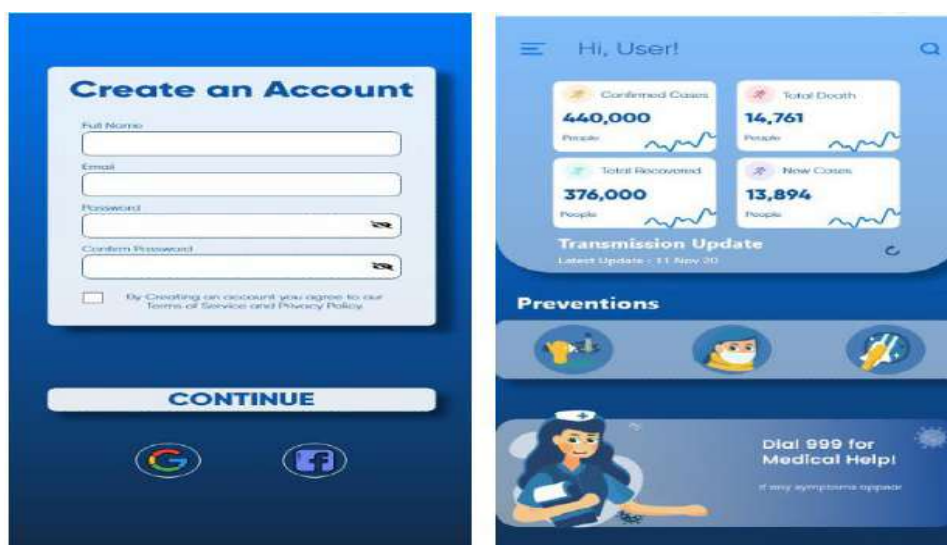 Create an Account
Full Name
Email
Password
Confirm Password
By Creating an account you agree to our
Terms of Service and Privacy Policy
CONTINUE
Hi, User!
Confirmed Cases
440,000
People
Total Death
14,761
People
Total Recovered
376,000
People
New Cases
13,894
People
Transmission Update
Latest Update : 11 Nov 20
Preventions
Dial 999 for
Medical Help!
If any symptoms appear